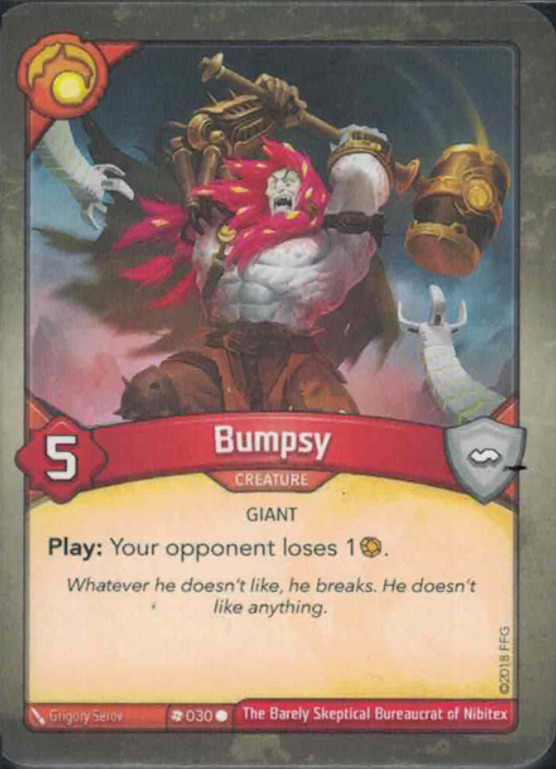 5
Bumpsy
~
CREATURE
GIANT
Play: Your opponent loses 1.
Whatever he doesn't like, he breaks. He doesn't
like anything.
©2018 FFG
Grigory Serov
030
The Barely Skeptical Bureaucrat of Nibitex